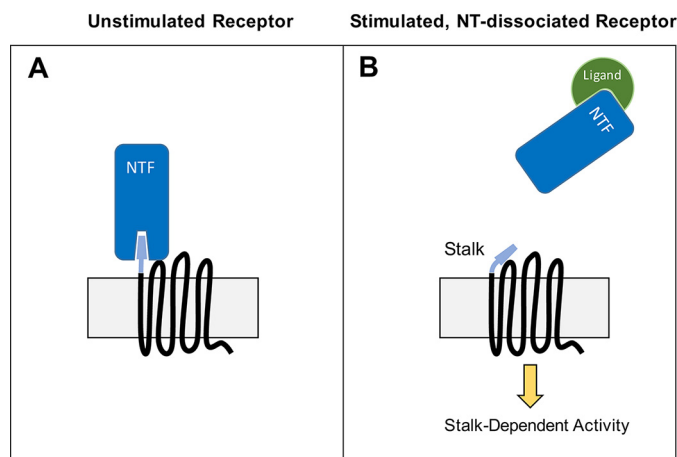 Unstimulated Receptor
Stimulated, NT-dissociated Receptor
A
NTF
B
Ligand
NTF
Stalk
Stalk-Dependent Activity